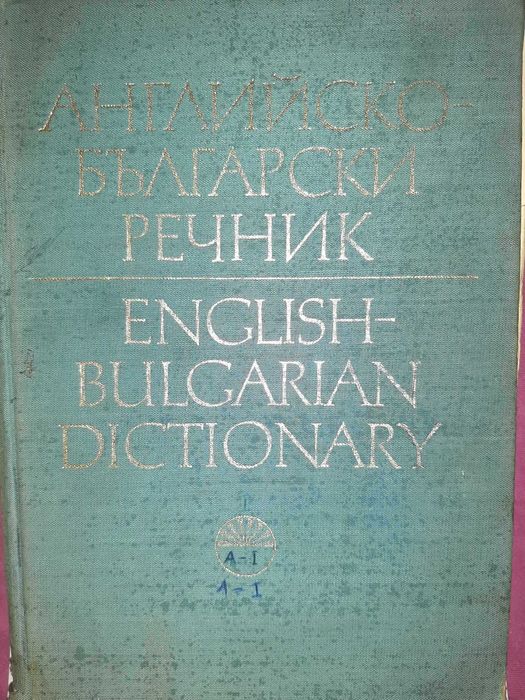 АНГЛИЙСКО-
БЪЛГАРСКИ
РЕЧНИК
ENGLISH-
BULGARIAN
DICTIONARY
A-I
A-I